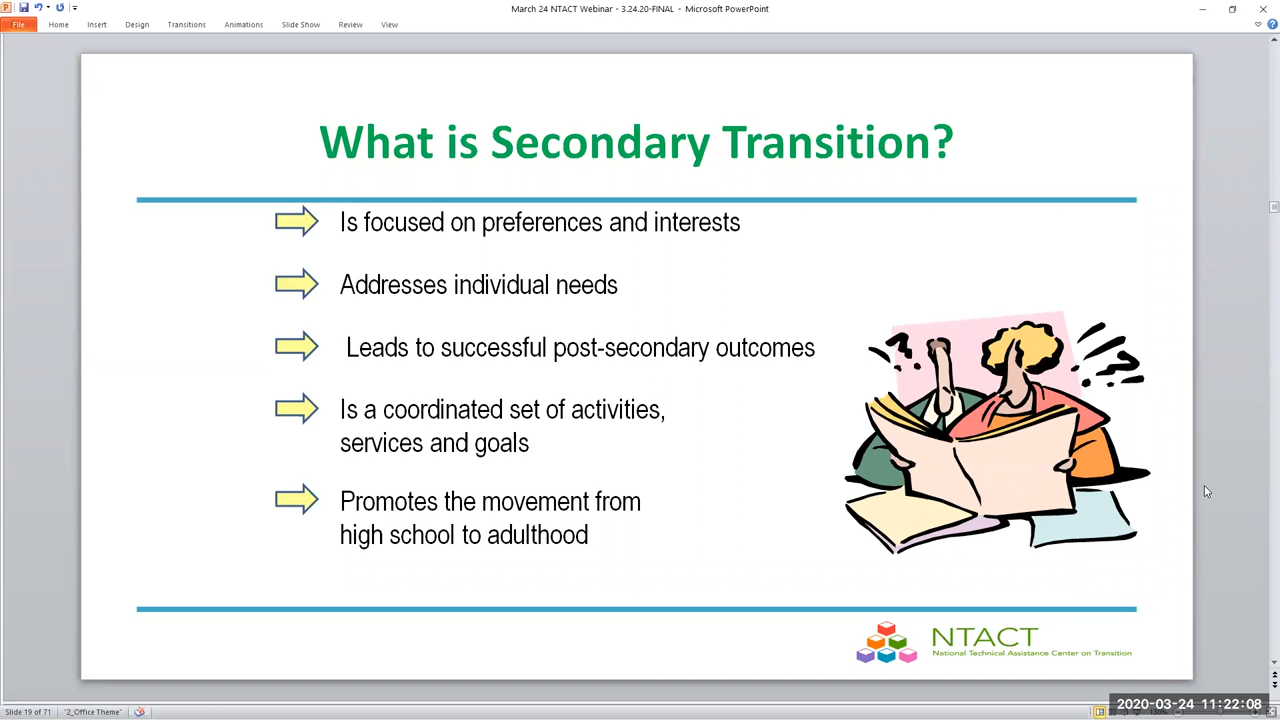 March 24 NTACT Webinar - 3.24.20-FINAL - Microsoft PowerPoint
File Home Insert Design Transitions Animations Slide Show Review View
What is Secondary Transition?
Is focused on preferences and interests
Addresses individual needs
Leads to successful post-secondary outcomes
Is a coordinated set of activities,
services and goals
Promotes the movement from
high school to adulthood
NTACT
National Technical Assistance Center on Transition
2020-03-24 11:22:08
Slide 19 of 71 "2_Office Theme"